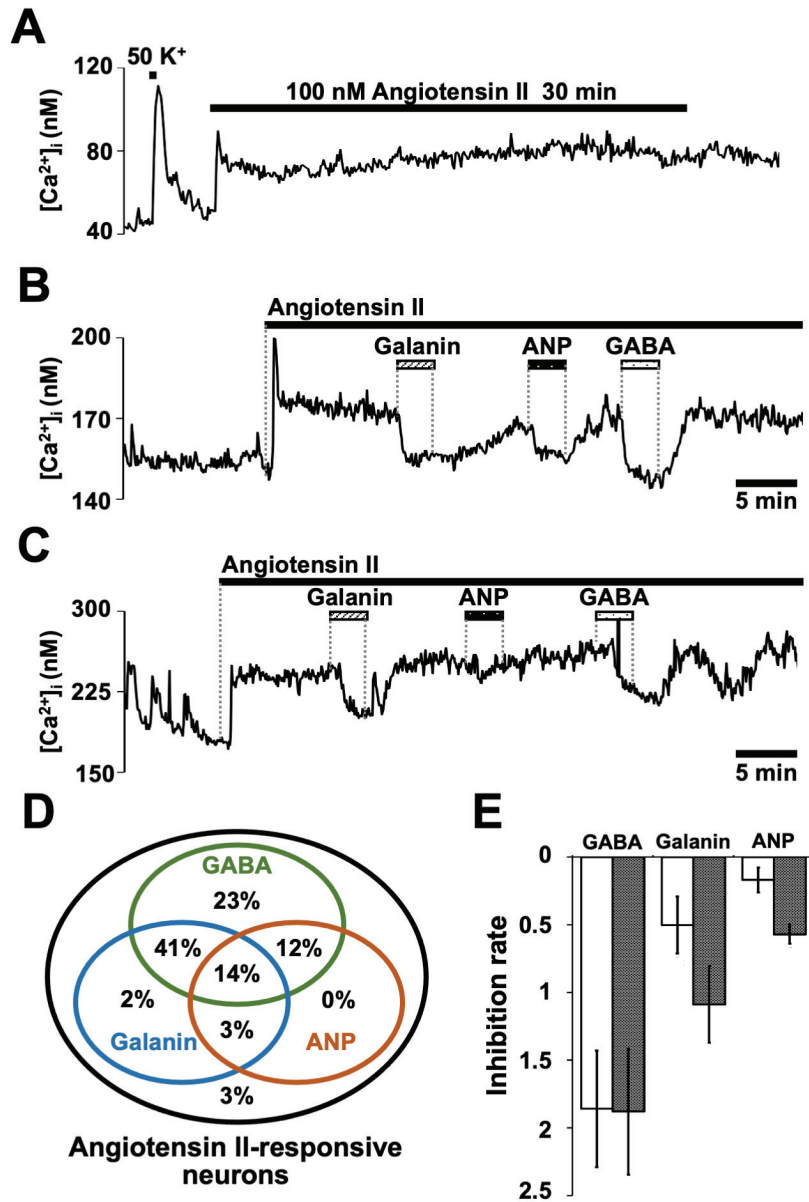 A
50 K⁺
120
100 nM Angiotensin II 30 min
80
40
[Ca²⁺]ᵢ (nM)
B
Angiotensin II
200
Galanin ANP GABA
170
140
[Ca²⁺]ᵢ (nM)
5 min
C
Angiotensin II
300
Galanin ANP GABA
225
150
[Ca²⁺]ᵢ (nM)
5 min
D
GABA
23%
41% 12%
14%
2% 0%
Galanin 3% ANP
3%
Angiotensin II-responsive
neurons
E
GABA Galanin ANP
0
0.5
1
1.5
2
2.5
Inhibition rate